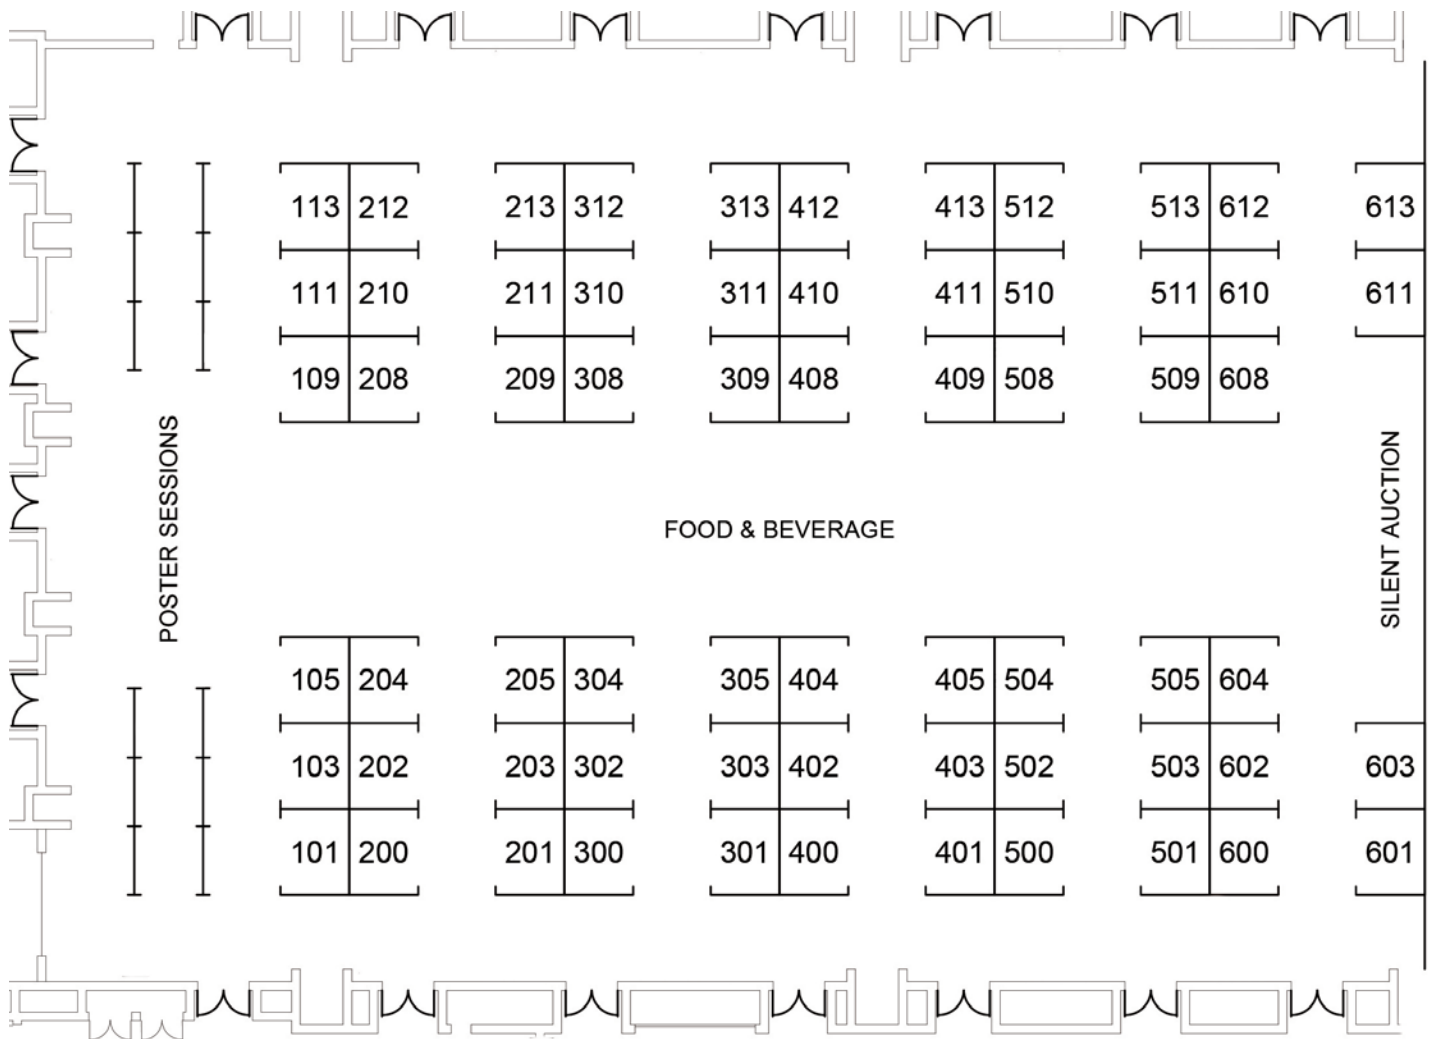 113 212 213 312 313 412 413 512 513 612 613
111 210 211 310 311 410 411 510 511 610 611
109 208 209 308 309 408 409 508 509 608
POSTER SESSIONS
FOOD & BEVERAGE
SILENT AUCTION
105 204 205 304 305 404 405 504 505 604
103 202 203 302 303 402 403 502 503 602 603
101 200 201 300 301 400 401 500 501 600 601